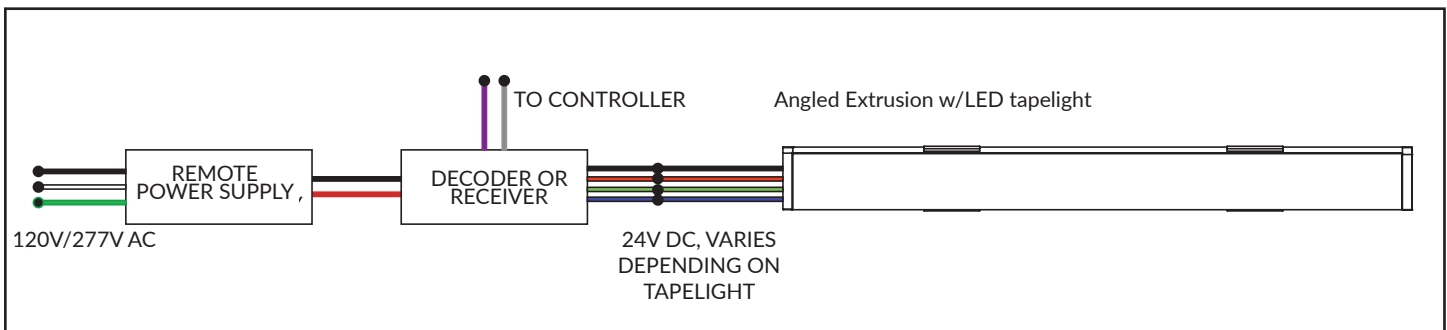 TO CONTROLLER
Angled Extrusion w/LED tapelight
REMOTE
POWER SUPPLY ,
DECODER OR
RECEIVER
120V/277V AC
24V DC, VARIES
DEPENDING ON
TAPELIGHT